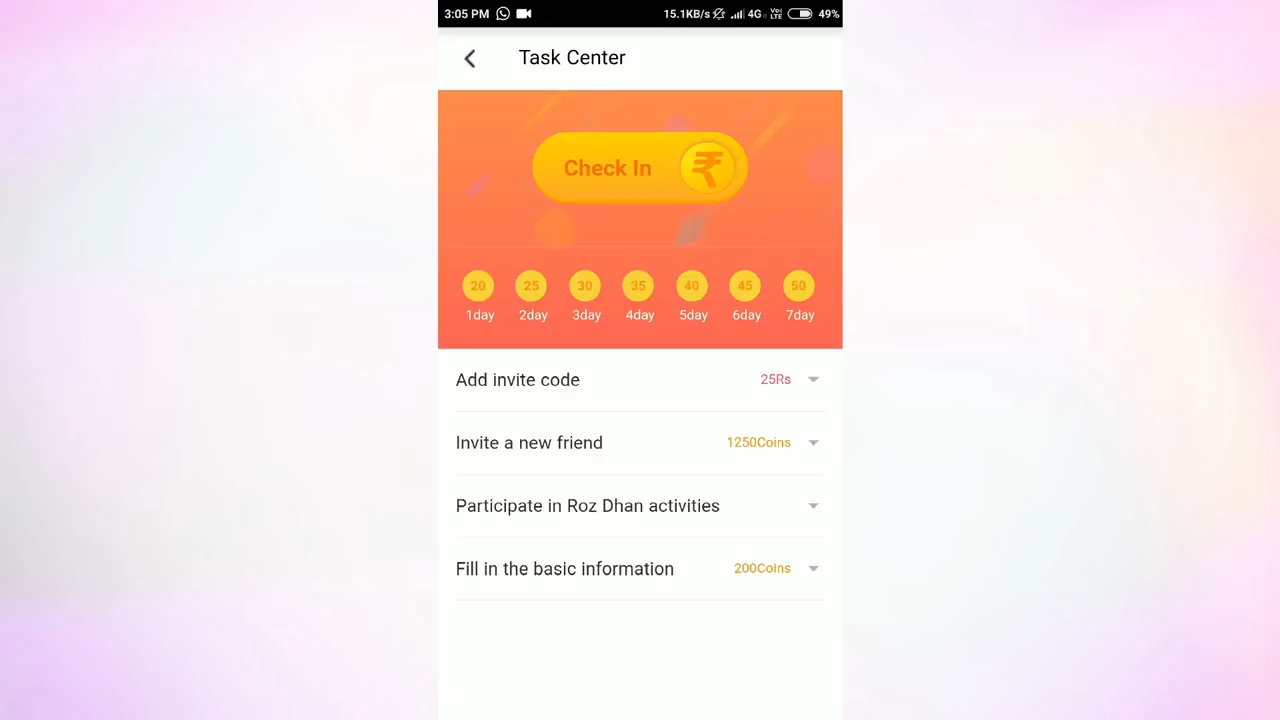 3:05 PM 15.1KB/s 4G Vo) LTE 49%
Task Center
Check In ₹
20 25 30 35 40 45 50
1day 2day 3day 4day 5day 6day 7day
Add invite code 25Rs
Invite a new friend 1250Coins
Participate in Roz Dhan activities
Fill in the basic information 200Coins